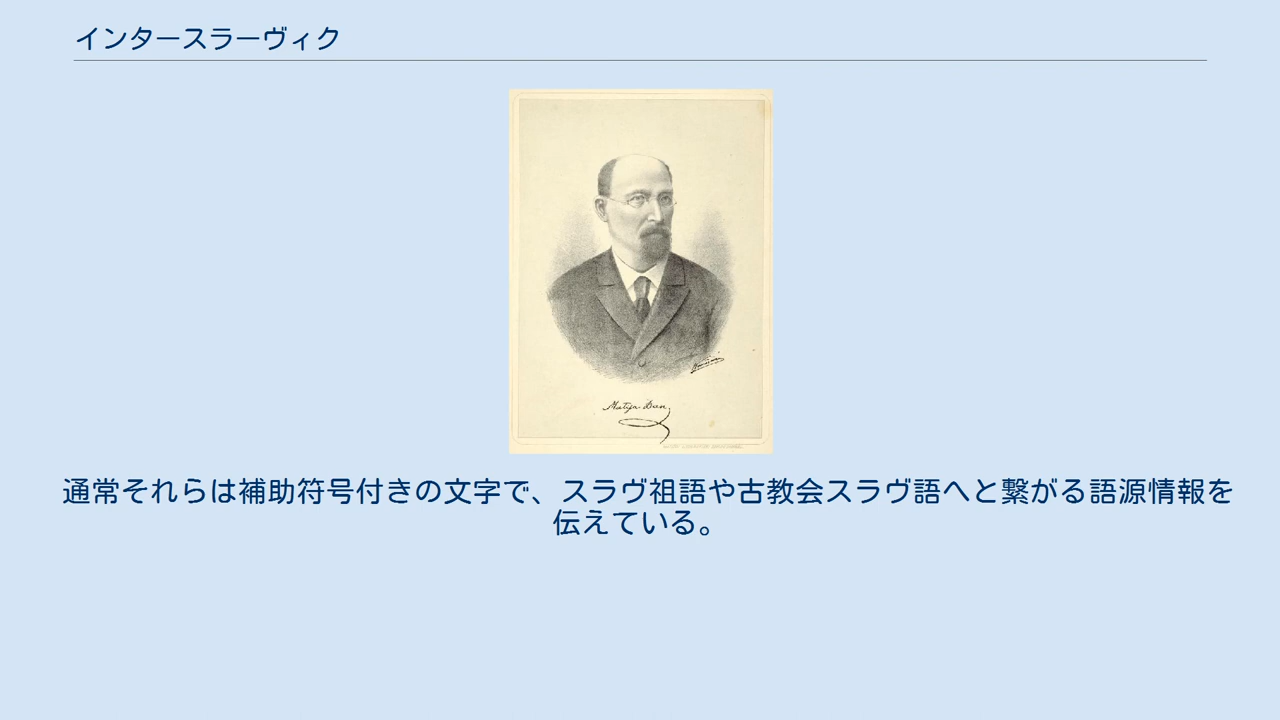 インタースラーヴィク
Matija Ban
通常それらは補助符号付きの文字で、スラヴ祖語や古教会スラヴ語へと繋がる語源情報を
伝えている。